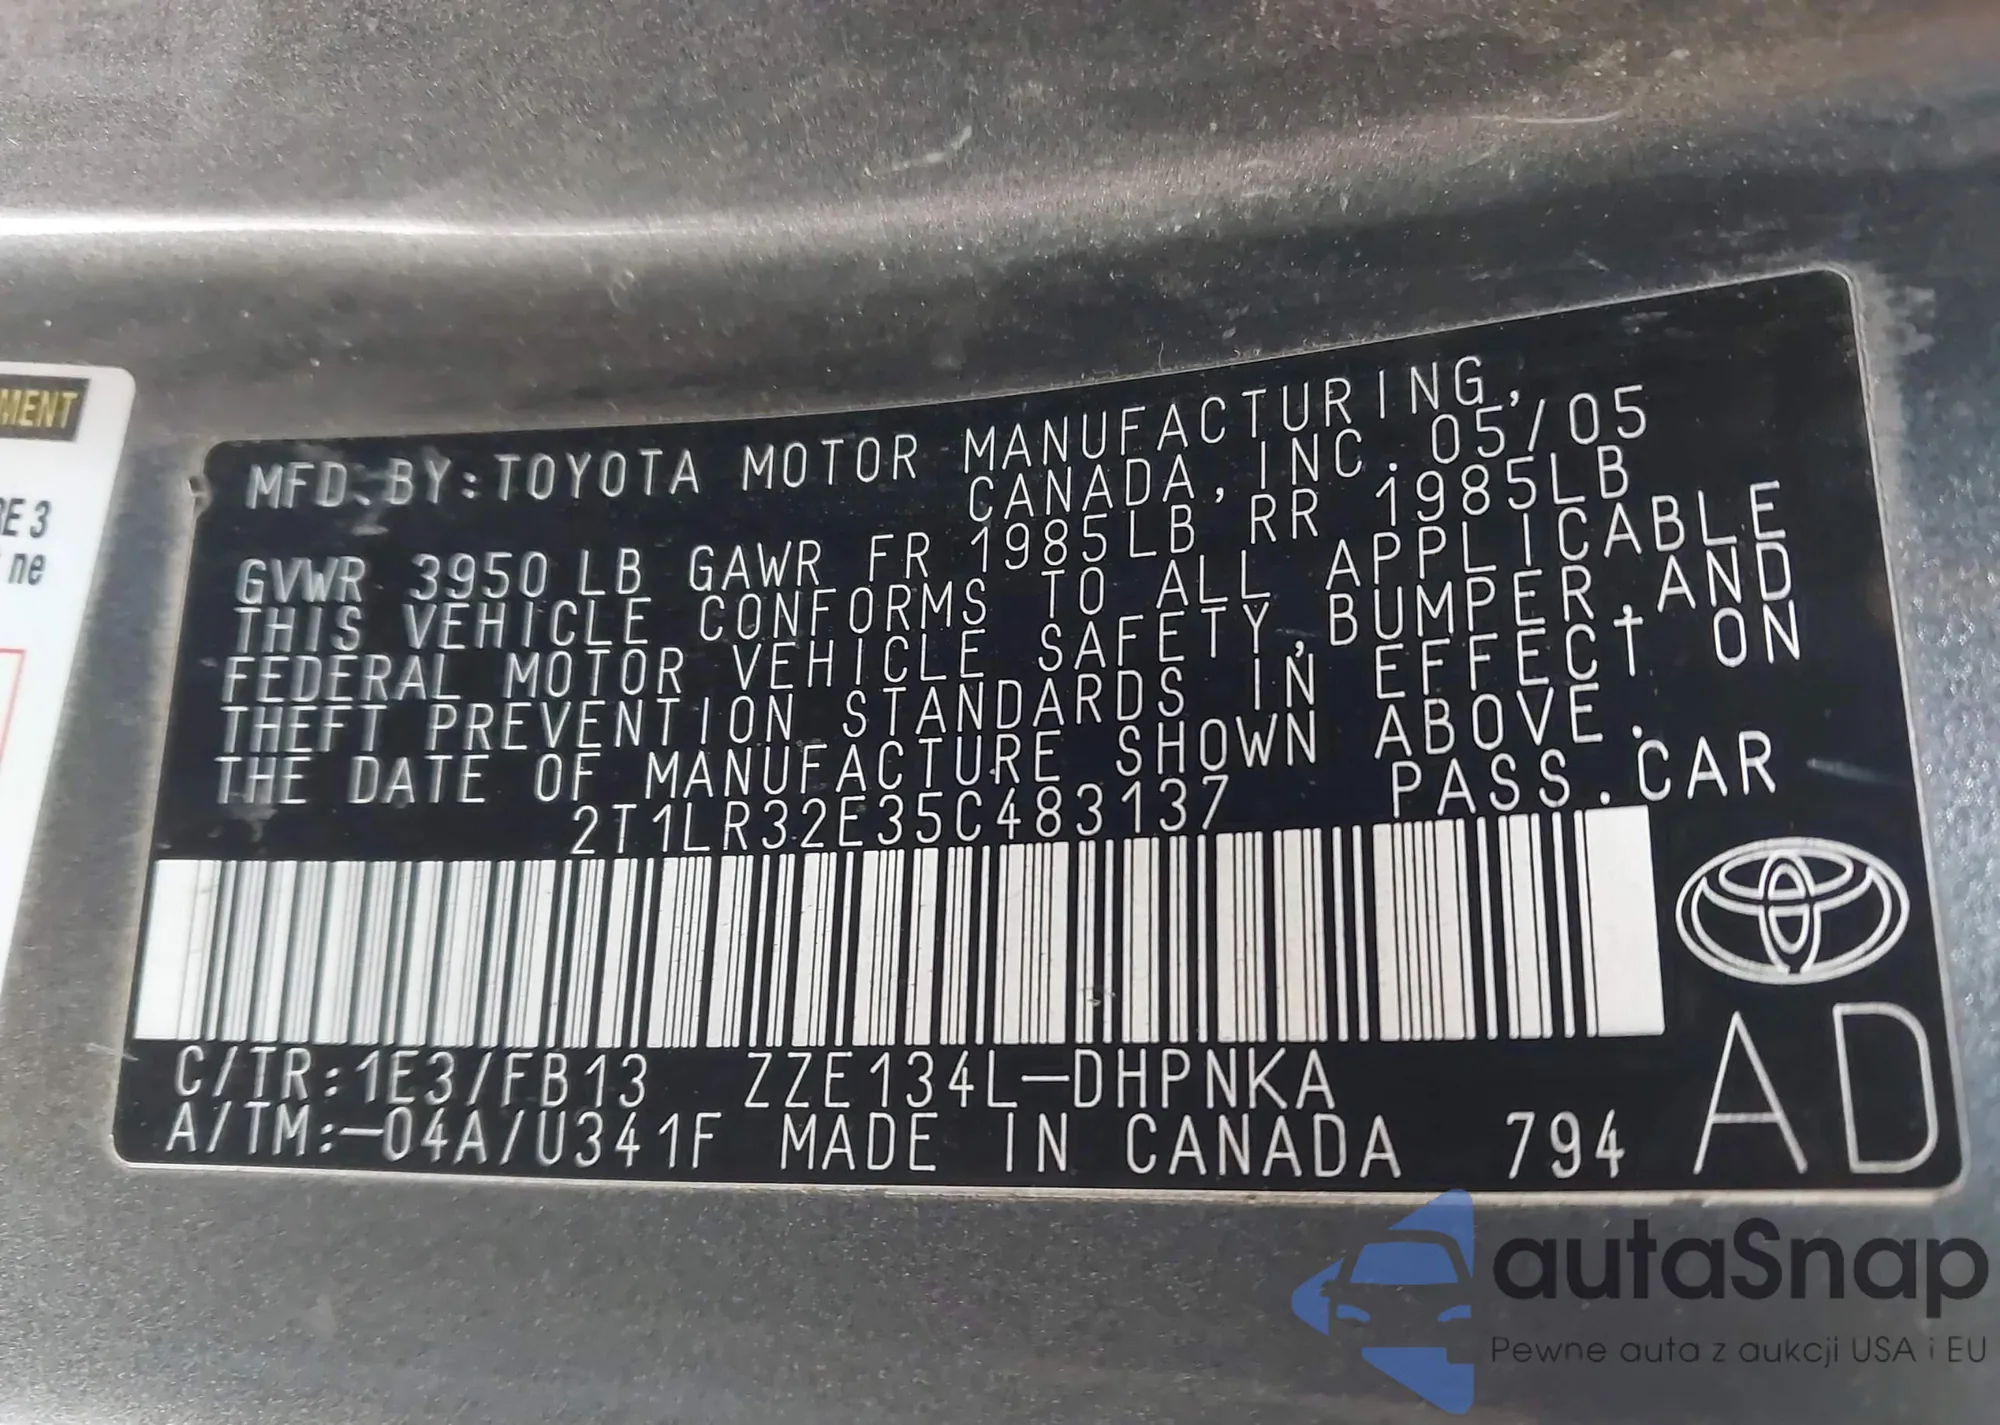 MENT
RE 3
ne
MFD. BY: TOYOTA MOTOR MANUFACTURING,
CANADA, INC. 05/05
GVWR 3950 LB GAWR FR 1985LB RR 1985LB
THIS VEHICLE CONFORMS TO ALL APPLICABLE
FEDERAL MOTOR VEHICLE SAFETY, BUMPER, AND
THEFT PREVENTION STANDARDS IN EFFECT ON
THE DATE OF MANUFACTURE SHOWN ABOVE.
2T1LR32E35C483137 PASS. CAR
C/TR:1E3/FB13 ZZE134L-DHPNKA
A/TM:-04A/U341F MADE IN CANADA 794
AD
autaSnap
Pewne auta z aukcji USA i EU